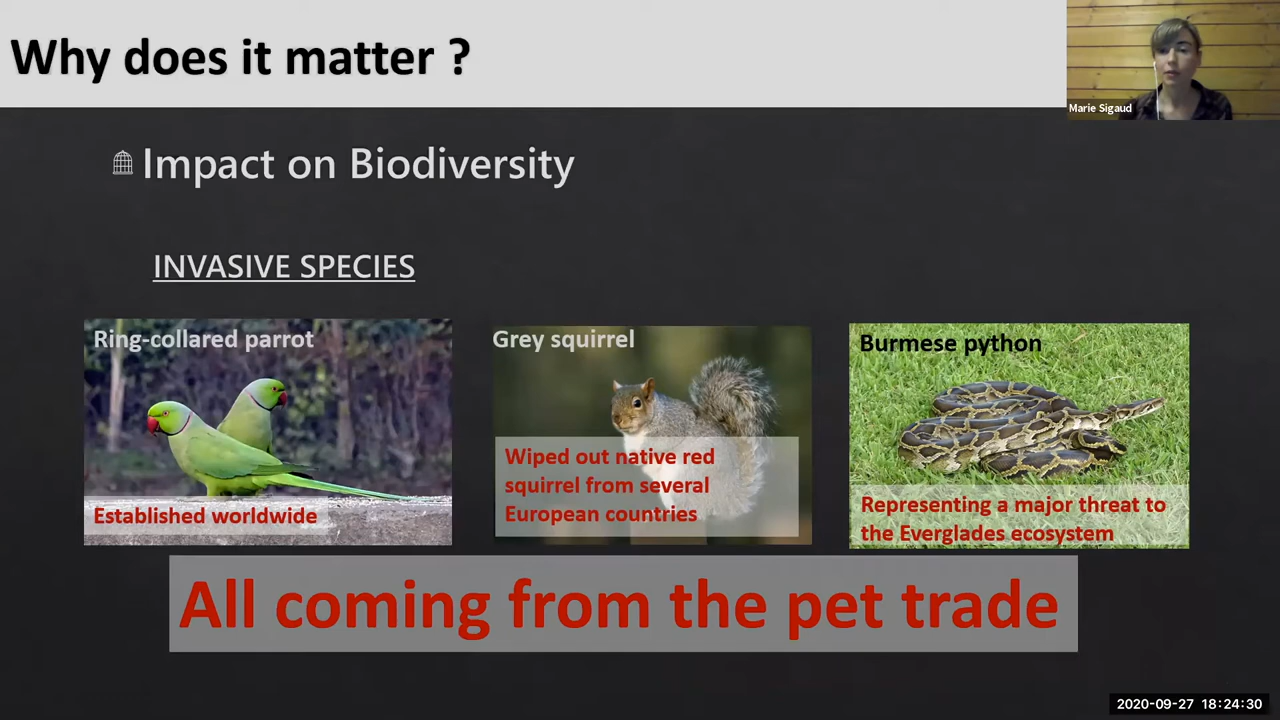 Why does it matter ?
Marie Sigaud
Impact on Biodiversity
INVASIVE SPECIES
Ring-collared parrot
Established worldwide
Grey squirrel
Wiped out native red
squirrel from several
European countries
Burmese python
Representing a major threat to
the Everglades ecosystem
All coming from the pet trade
2020-09-27 18:24:30